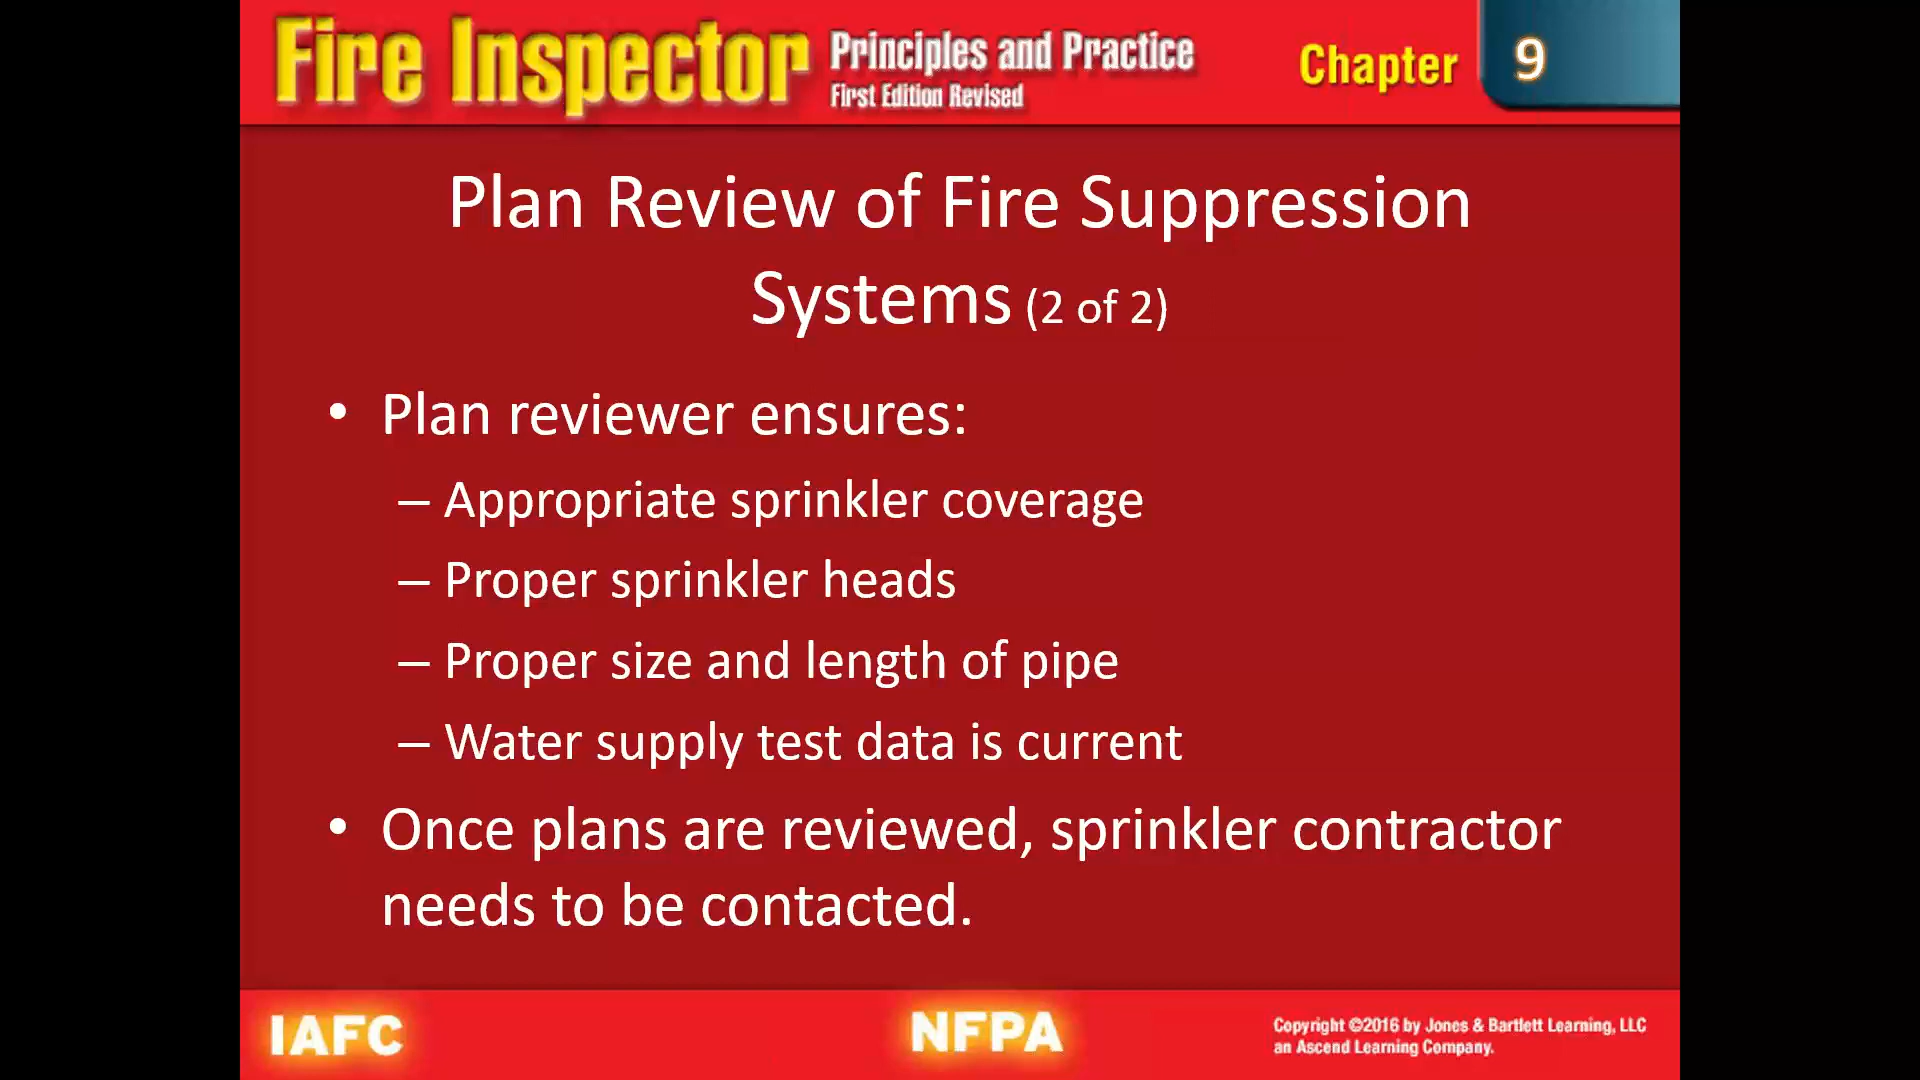 Fire Inspector Principles and Practice
First Edition Revised
Chapter 9
Plan Review of Fire Suppression
Systems (2 of 2)
• Plan reviewer ensures:
– Appropriate sprinkler coverage
– Proper sprinkler heads
– Proper size and length of pipe
– Water supply test data is current
• Once plans are reviewed, sprinkler contractor
needs to be contacted.
IAFC
NFPA
Copyright ©2016 by Jones & Bartlett Learning, LLC
an Ascend Learning Company.